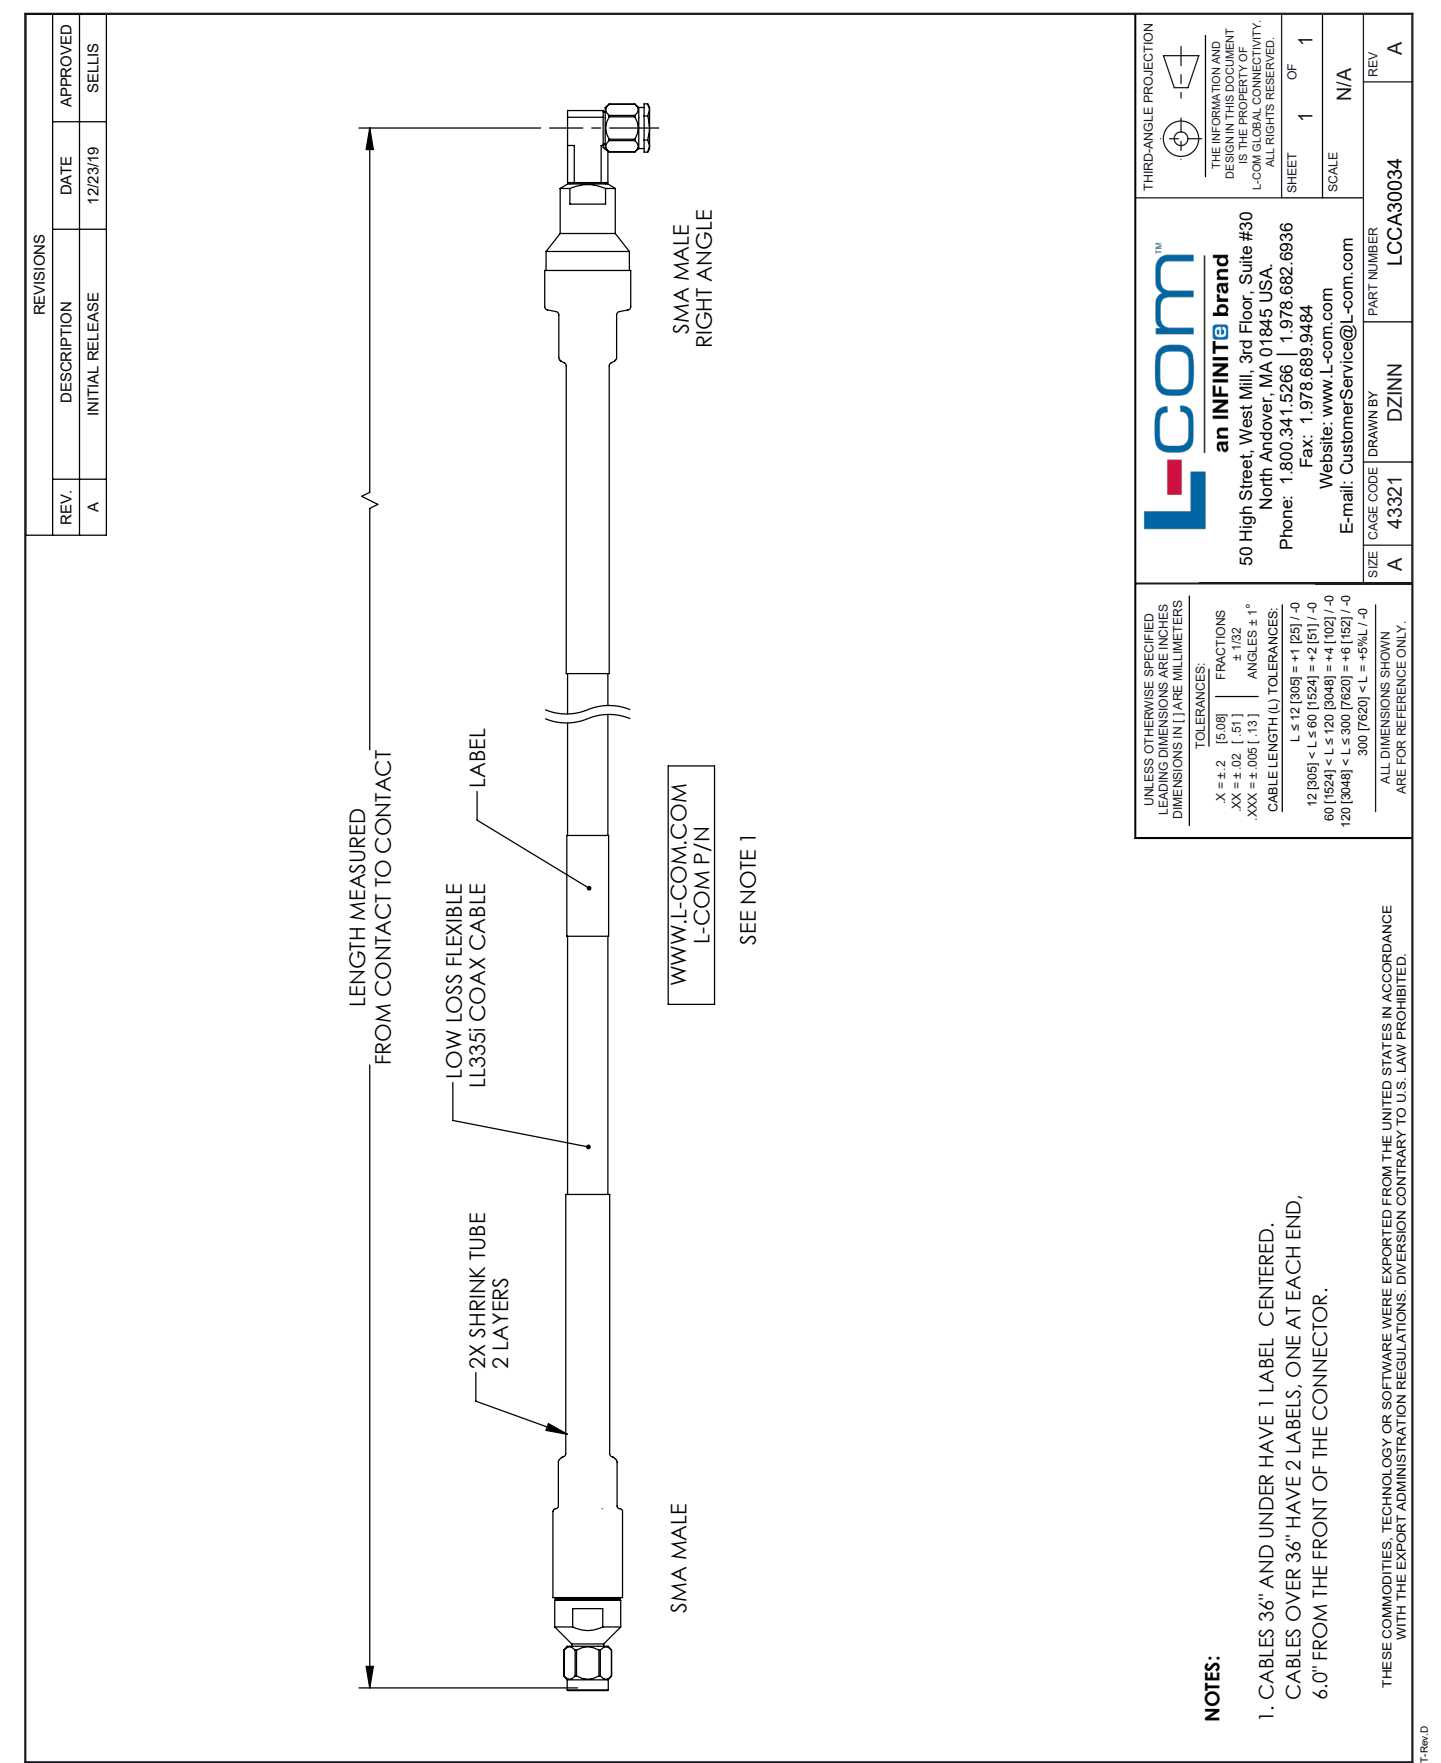 REVISIONS
REV. DESCRIPTION DATE APPROVED
A INITIAL RELEASE 12/23/19 SELLIS
LENGTH MEASURED
FROM CONTACT TO CONTACT
2X SHRINK TUBE
2 LAYERS
LOW LOSS FLEXIBLE
LL335i COAX CABLE
LABEL
SMA MALE
WWW.L-COM.COM
L-COM P/N
SEE NOTE 1
SMA MALE
RIGHT ANGLE
NOTES:
1. CABLES 36" AND UNDER HAVE 1 LABEL CENTERED.
CABLES OVER 36" HAVE 2 LABELS, ONE AT EACH END,
6.0" FROM THE FRONT OF THE CONNECTOR.
THESE COMMODITIES, TECHNOLOGY OR SOFTWARE WERE EXPORTED FROM THE UNITED STATES IN ACCORDANCE
WITH THE EXPORT ADMINISTRATION REGULATIONS. DIVERSION CONTRARY TO U.S. LAW PROHIBITED.
UNLESS OTHERWISE SPECIFIED
LEADING DIMENSIONS ARE INCHES
DIMENSIONS IN [ ] ARE MILLIMETERS
TOLERANCES:
.X = ±.2 [5.08] FRACTIONS
.XX = ±.02 [ .51 ] ± 1/32
.XXX = ±.005 [ .13 ] ANGLES ± 1°
CABLE LENGTH (L) TOLERANCES:
L ≤ 12 [305] = +1 [25] / -0
12 [305] < L ≤ 60 [1524] = +2 [51] / -0
60 [1524] < L ≤ 120 [3048] = +4 [102] / -0
120 [3048] < L ≤ 300 [7620] = +6 [152] / -0
300 [7620] < L = +5%L / -0
ALL DIMENSIONS SHOWN
ARE FOR REFERENCE ONLY.
L-com™
an INFINITe brand
50 High Street, West Mill, 3rd Floor, Suite #30
North Andover, MA 01845 USA.
Phone: 1.800.341.5266 | 1.978.682.6936
Fax: 1.978.689.9484
Website: www.L-com.com
E-mail: CustomerService@L-com.com
THIRD-ANGLE PROJECTION
THE INFORMATION AND
DESIGN IN THIS DOCUMENT
IS THE PROPERTY OF
L-COM GLOBAL CONNECTIVITY.
ALL RIGHTS RESERVED.
SHEET 1 OF 1
SCALE N/A
SIZE CAGE CODE DRAWN BY PART NUMBER REV
A 43321 DZINN LCCA30034 A
T-Rev.D